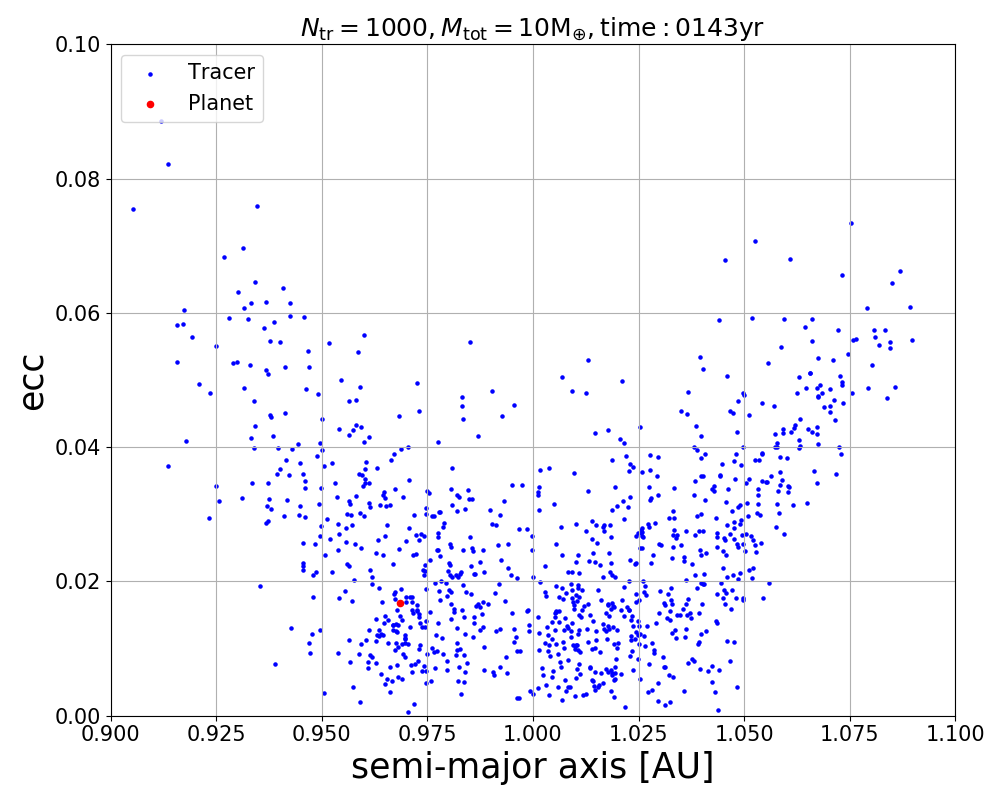 N_tr = 1000, M_tot = 10M_⊕, time : 0143yr
0.10
Tracer
Planet
0.08
0.06
ecc
0.04
0.02
0.00
0.900 0.925 0.950 0.975 1.000 1.025 1.050 1.075 1.100
semi-major axis [AU]